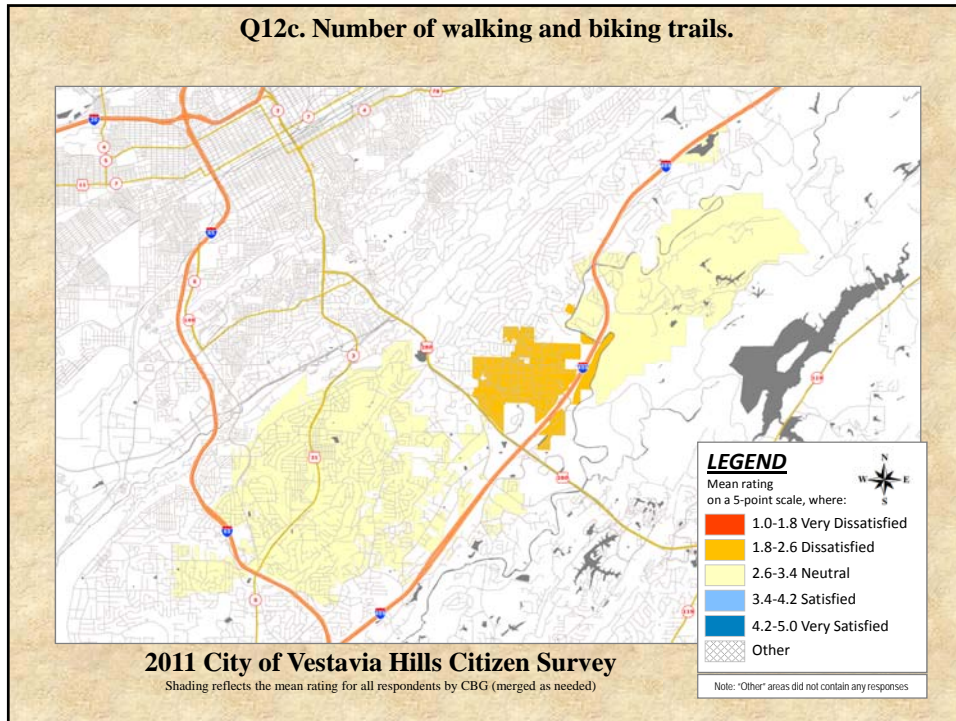 Q12c. Number of walking and biking trails.
LEGEND
Mean rating
on a 5-point scale, where:
N
W E
S
1.0-1.8 Very Dissatisfied
1.8-2.6 Dissatisfied
2.6-3.4 Neutral
3.4-4.2 Satisfied
4.2-5.0 Very Satisfied
Other
Note: "Other" areas did not contain any responses
2011 City of Vestavia Hills Citizen Survey
Shading reflects the mean rating for all respondents by CBG (merged as needed)